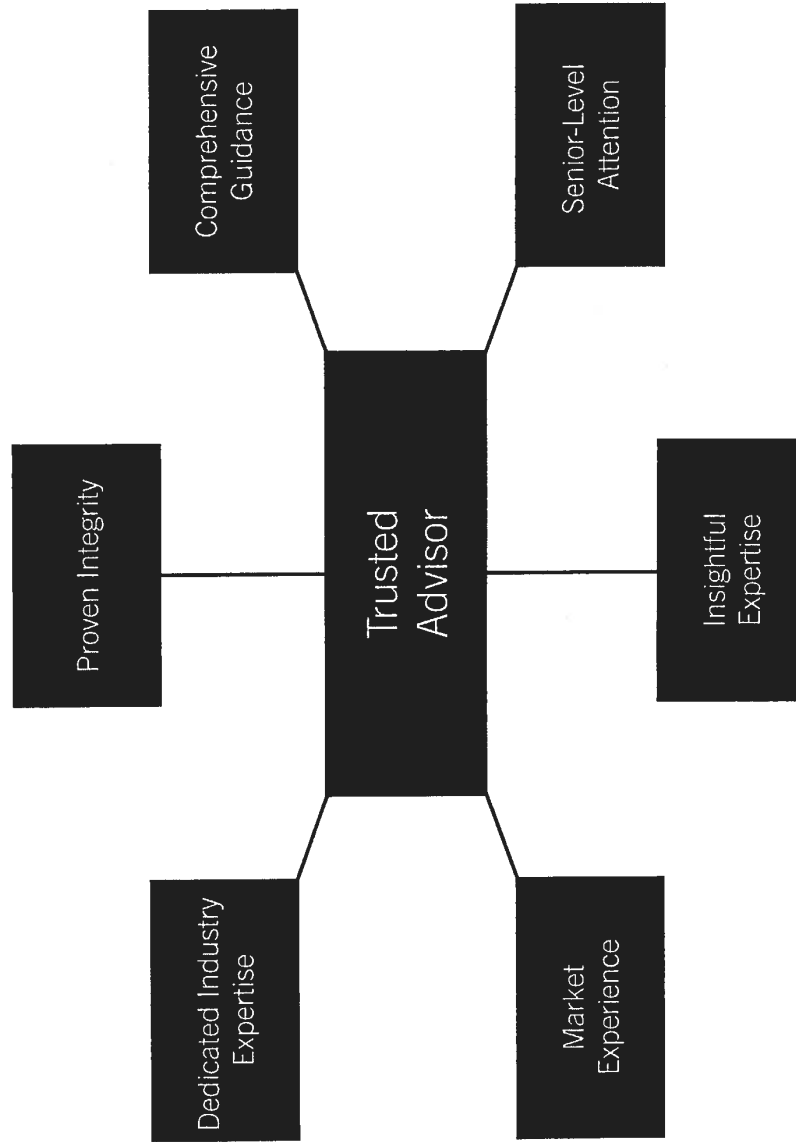 Proven Integrity
Dedicated Industry
Expertise
Comprehensive
Guidance
Trusted
Advisor
Market
Experience
Senior-Level
Attention
Insightful
Expertise